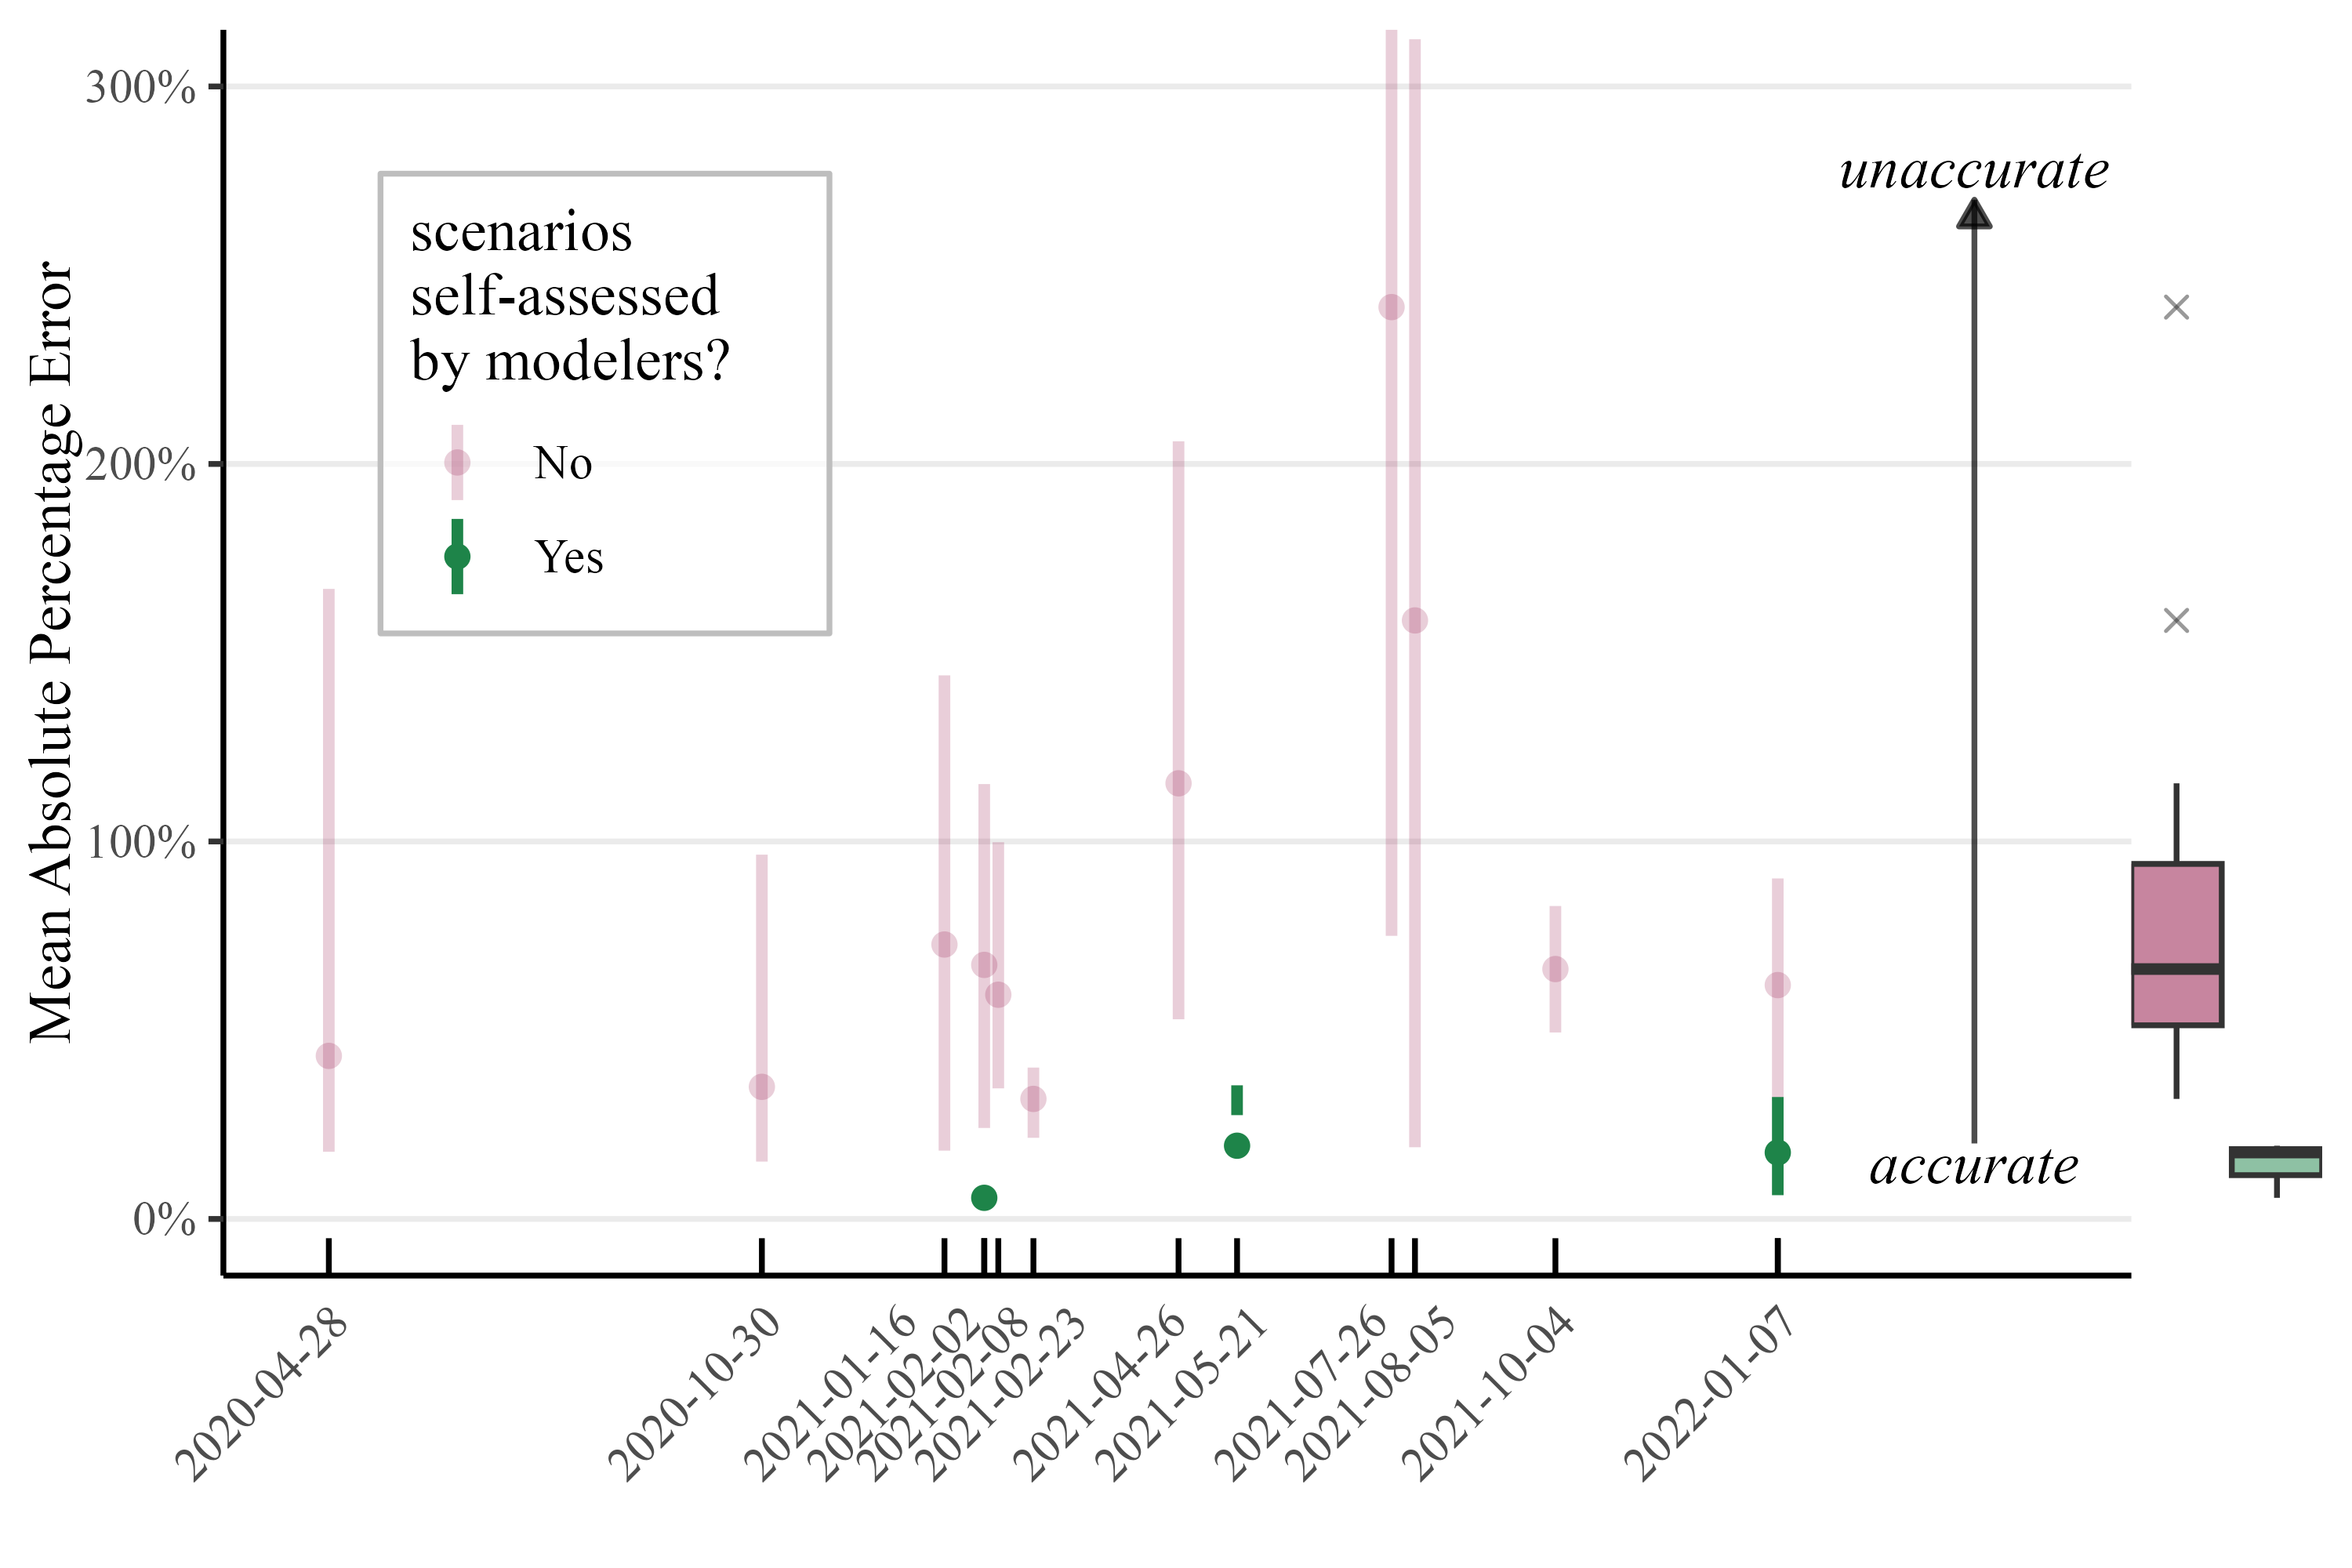 Mean Absolute Percentage Error
300%
200%
100%
0%
scenarios
self-assessed
by modelers?
No
Yes
unaccurate
accurate
2020-04-28
2020-10-30
2021-01-16
2021-02-02
2021-02-08
2021-02-23
2021-04-26
2021-05-21
2021-07-26
2021-08-05
2021-10-04
2022-01-07